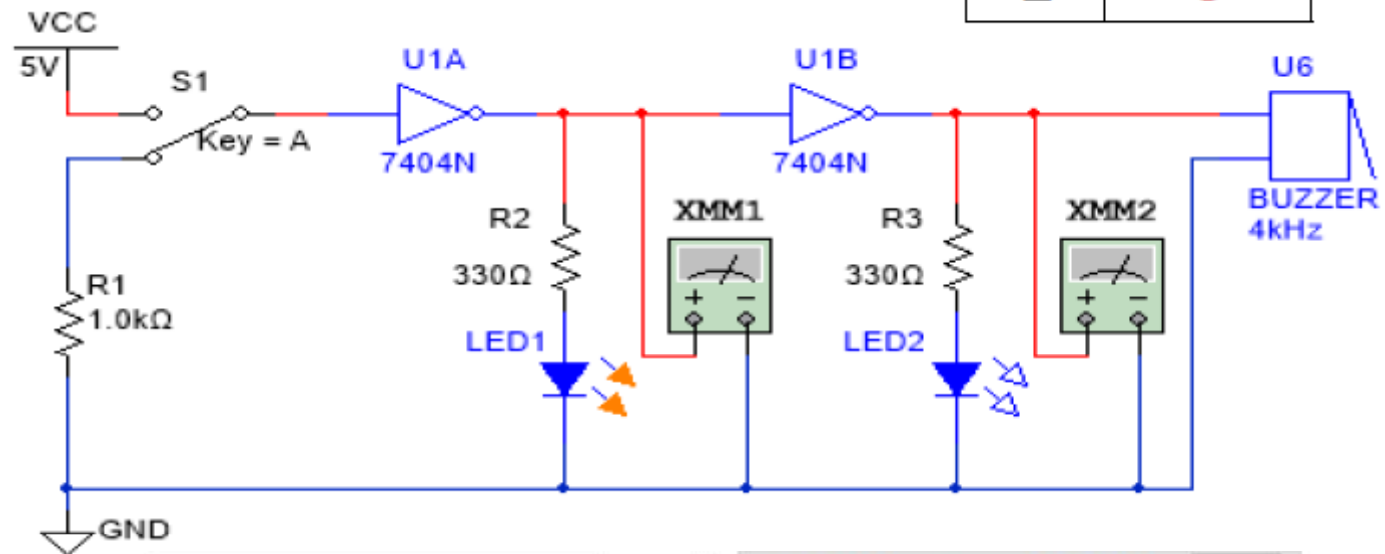 VCC
5V
S1
Key = A
U1A
7404N
U1B
7404N
U6
BUZZER
4kHz
R1
1.0kΩ
R2
330Ω
LED1
XMM1
+ −
R3
330Ω
LED2
XMM2
+ −
GND